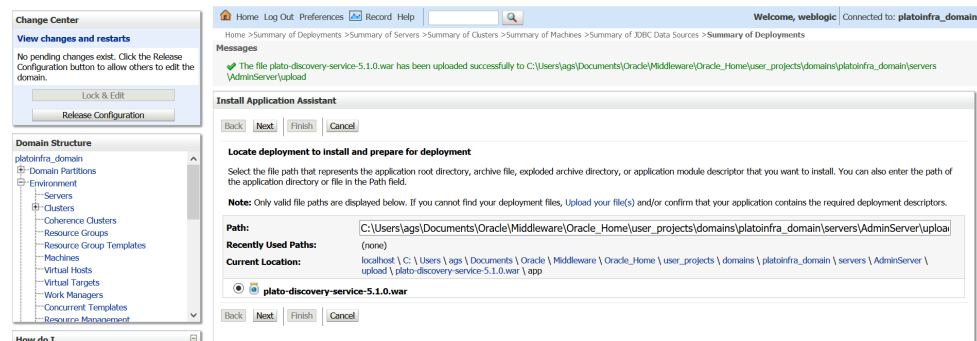 Change Center
View changes and restarts
No pending changes exist. Click the Release
Configuration button to allow others to edit the
domain.
Lock & Edit
Release Configuration
Domain Structure
platoinfra_domain
Domain Partitions
Environment
Servers
Clusters
Coherence Clusters
Resource Groups
Resource Group Templates
Machines
Virtual Hosts
Virtual Targets
Work Managers
Concurrent Templates
Resource Management
How do I
Home Log Out Preferences Record Help
Welcome, weblogic Connected to: platoinfra_domain
Home >Summary of Deployments >Summary of Servers >Summary of Clusters >Summary of Machines >Summary of JDBC Data Sources >Summary of Deployments
Messages
The file plato-discovery-service-5.1.0.war has been uploaded successfully to C:\Users\ags\Documents\Oracle\Middleware\Oracle_Home\user_projects\domains\platoinfra_domain\servers
\AdminServer\upload
Install Application Assistant
Back Next Finish Cancel
Locate deployment to install and prepare for deployment
Select the file path that represents the application root directory, archive file, exploded archive directory, or application module descriptor that you want to install. You can also enter the path of
the application directory or file in the Path field.
Note: Only valid file paths are displayed below. If you cannot find your deployment files, Upload your file(s) and/or confirm that your application contains the required deployment descriptors.
Path: C:\Users\ags\Documents\Oracle\Middleware\Oracle_Home\user_projects\domains\platoinfra_domain\servers\AdminServer\uploa
Recently Used Paths: (none)
Current Location: localhost \ C: \ Users \ ags \ Documents \ Oracle \ Middleware \ Oracle_Home \ user_projects \ domains \ platoinfra_domain \ servers \ AdminServer \
upload \ plato-discovery-service-5.1.0.war \ app
plato-discovery-service-5.1.0.war
Back Next Finish Cancel